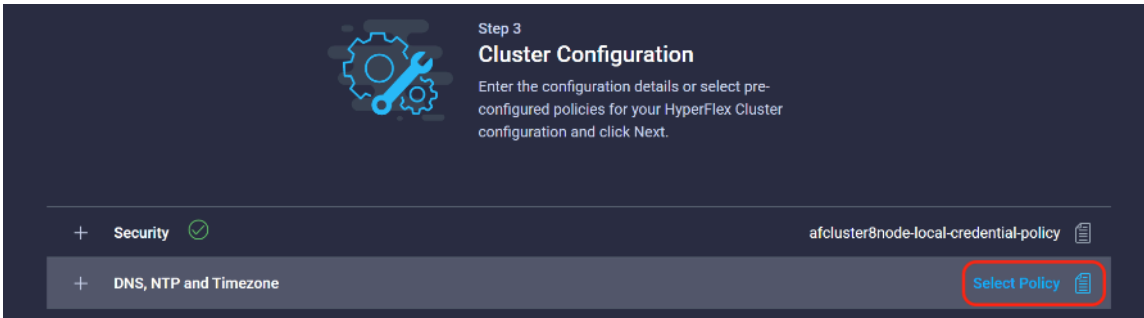 Step 3
Cluster Configuration
Enter the configuration details or select pre-
configured policies for your HyperFlex Cluster
configuration and click Next.
+ Security afcluster8node-local-credential-policy
+ DNS, NTP and Timezone Select Policy